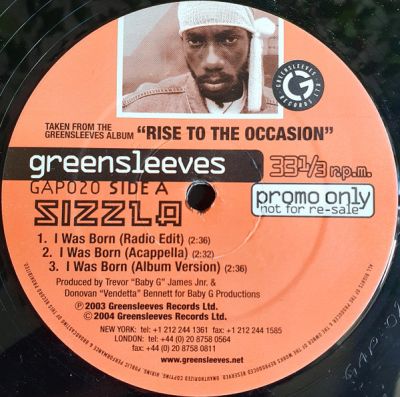 GREENSLEEVES
RECORDS
G
TAKEN FROM THE
GREENSLEEVES ALBUM "RISE TO THE OCCASION"
greensleeves
33 1/3 r.p.m.
GAP020 SIDE A
promo only
not for re-sale
SIZZLA
1. I Was Born (Radio Edit) (2:36)
2. I Was Born (Acappella) (2:32)
3. I Was Born (Album Version) (2:36)
Produced by Trevor "Baby G" James Jnr. &
Donovan "Vendetta" Bennett for Baby G Productions
℗ 2003 Greensleeves Records Ltd.
© 2004 Greensleeves Records Ltd.
NEW YORK: tel: +1 212 244 1361 fax: +1 212 244 1585
LONDON: tel: +44 (0) 20 8758 0564
fax: +44 (0) 20 8758 0811
www.greensleeves.net